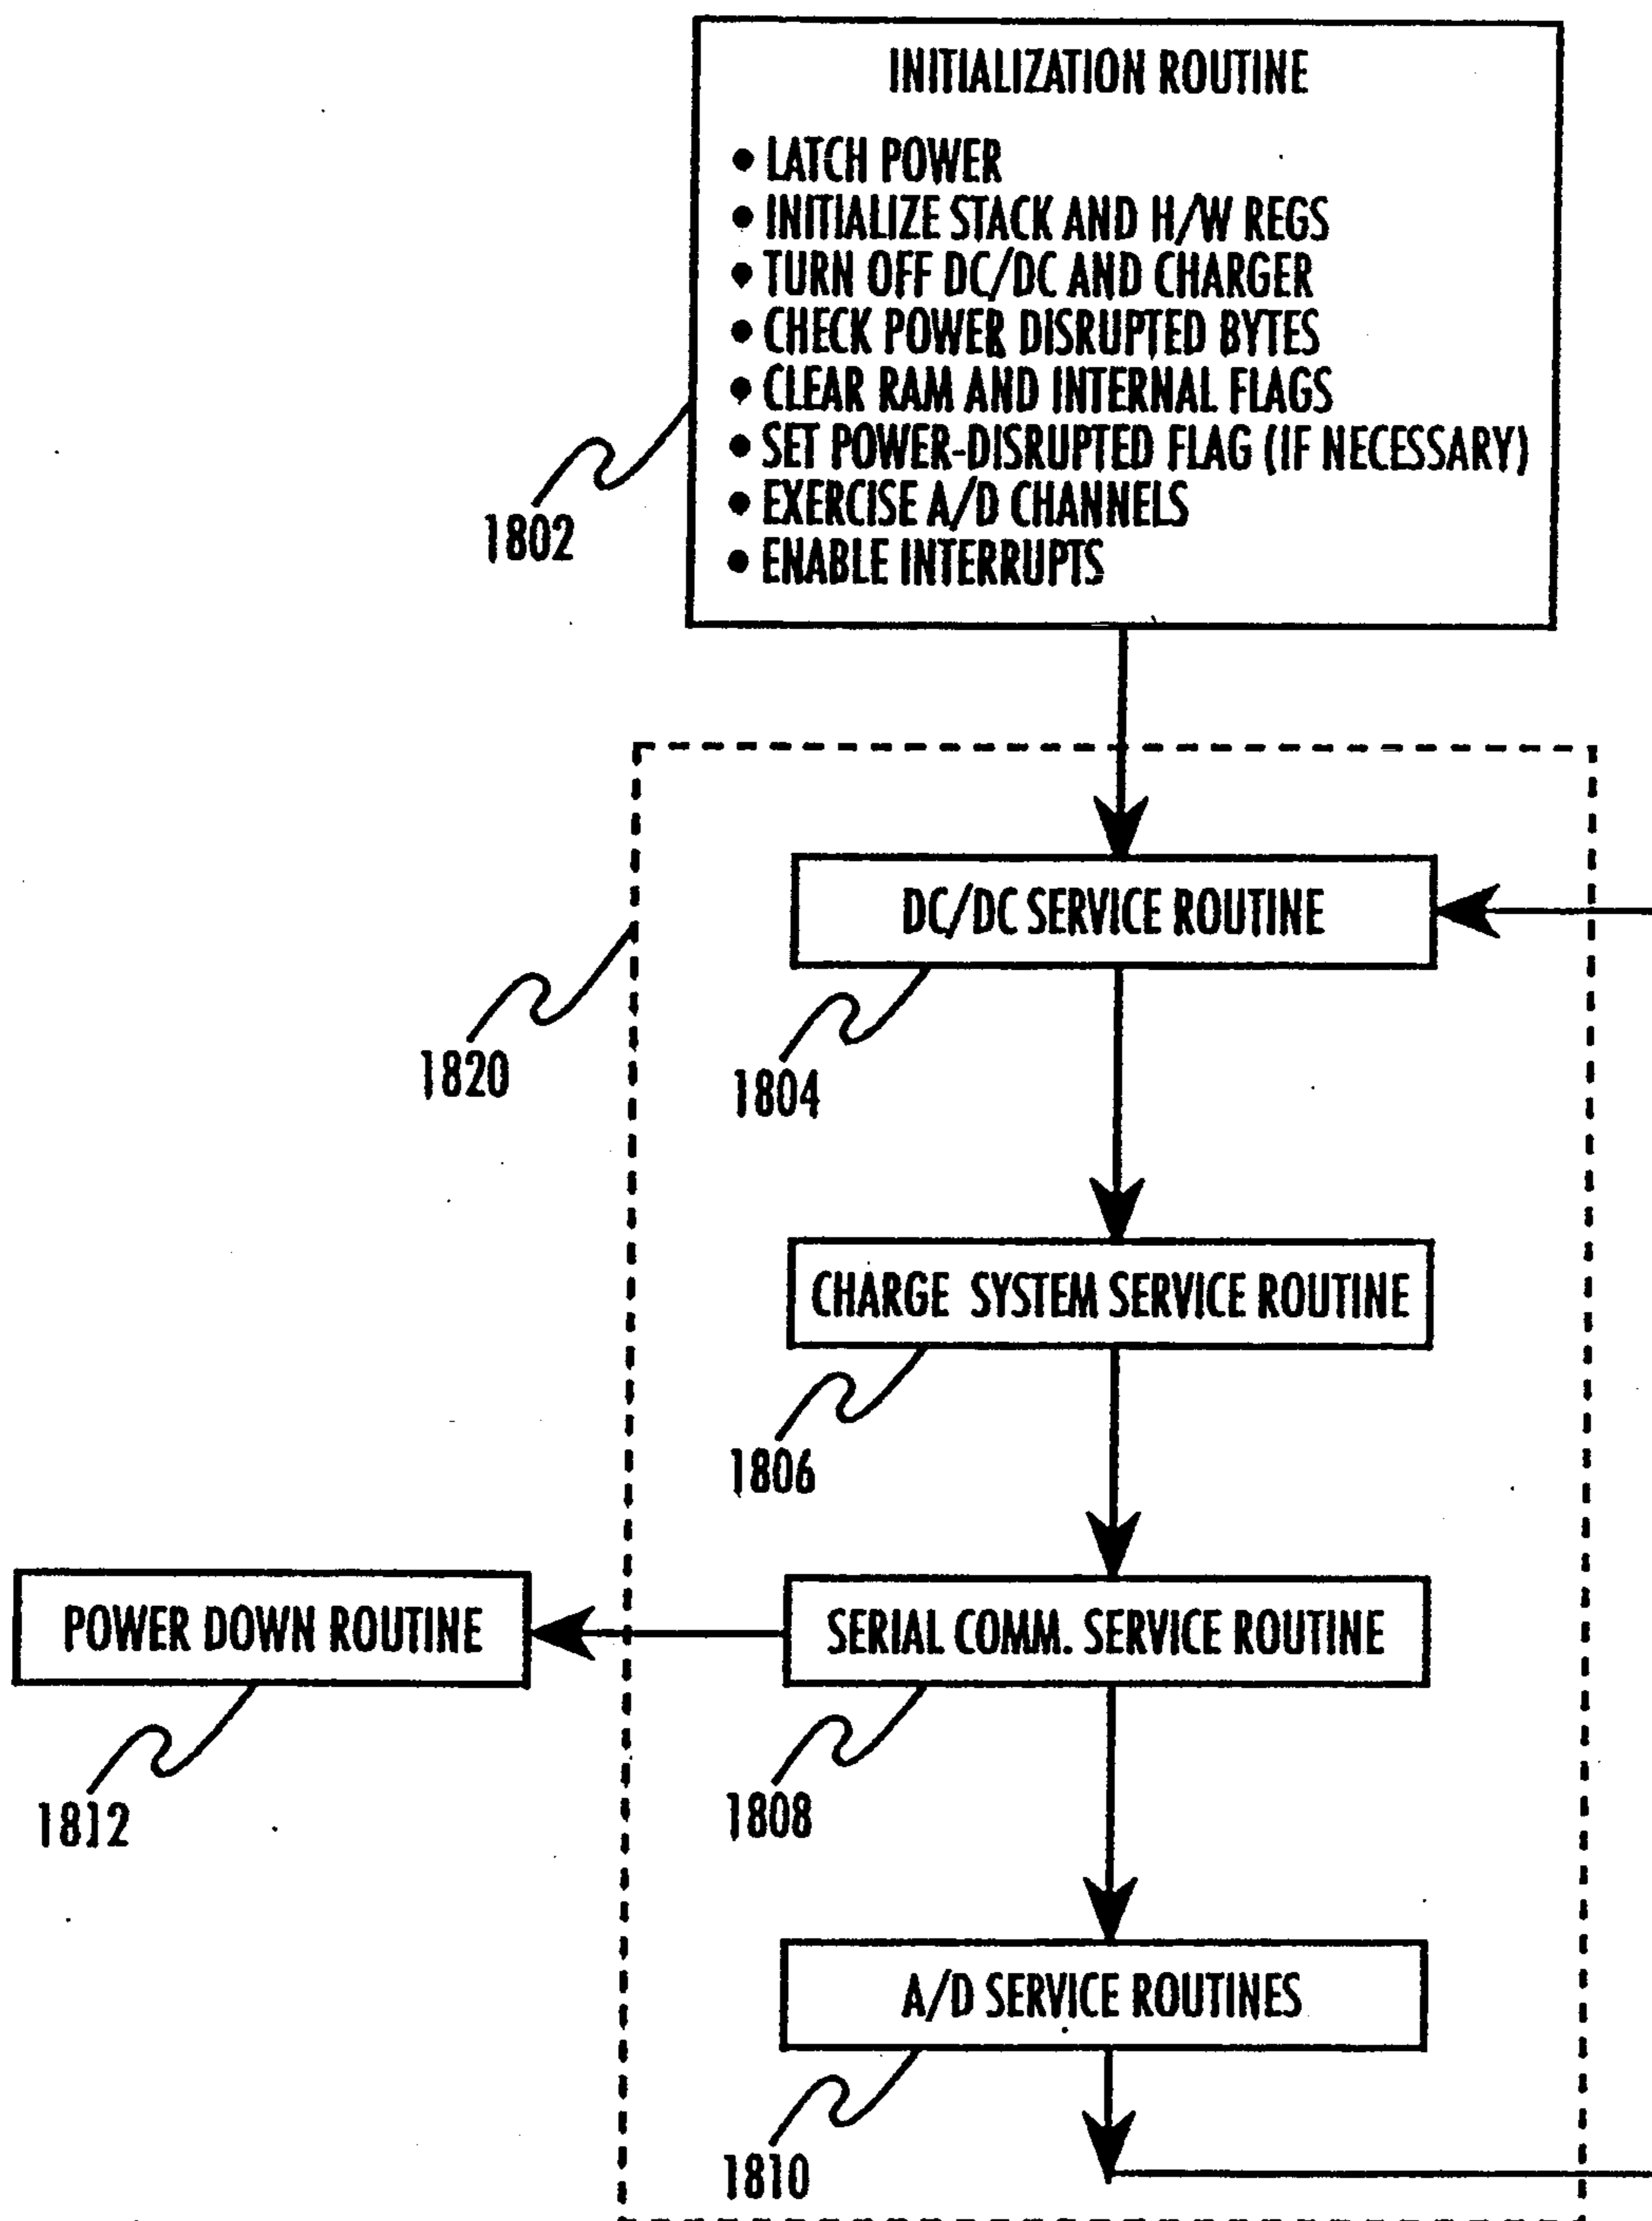 INITIALIZATION ROUTINE
• LATCH POWER
• INITIALIZE STACK AND H/W REGS
• TURN OFF DC/DC AND CHARGER
• CHECK POWER DISRUPTED BYTES
• CLEAR RAM AND INTERNAL FLAGS
• SET POWER-DISRUPTED FLAG (IF NECESSARY)
• EXERCISE A/D CHANNELS
• ENABLE INTERRUPTS
1802
DC/DC SERVICE ROUTINE
1820
1804
CHARGE SYSTEM SERVICE ROUTINE
1806
POWER DOWN ROUTINE
SERIAL COMM. SERVICE ROUTINE
1812
1808
A/D SERVICE ROUTINES
1810